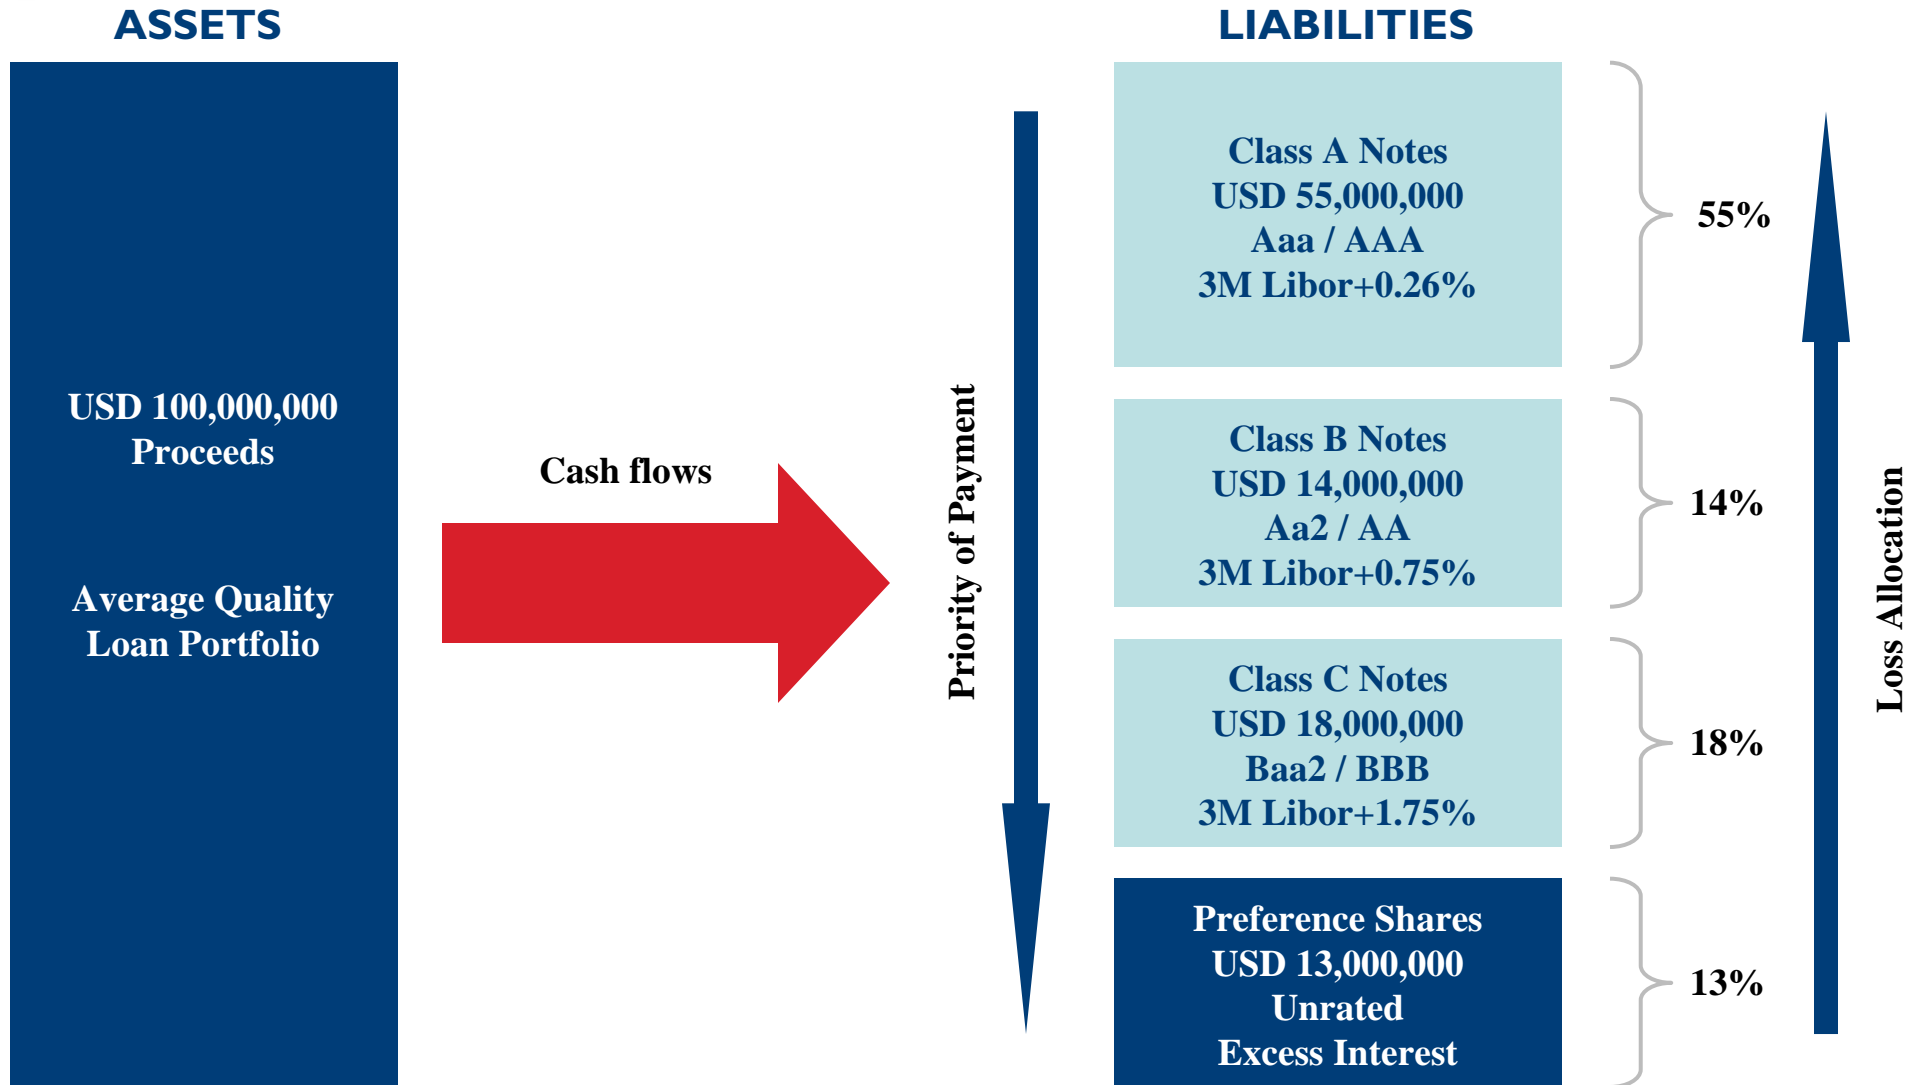 ASSETS
USD 100,000,000
Proceeds
Average Quality
Loan Portfolio
Cash flows
Priority of Payment
LIABILITIES
Class A Notes
USD 55,000,000
Aaa / AAA
3M Libor+0.26%
55%
Class B Notes
USD 14,000,000
Aa2 / AA
3M Libor+0.75%
14%
Class C Notes
USD 18,000,000
Baa2 / BBB
3M Libor+1.75%
18%
Preference Shares
USD 13,000,000
Unrated
Excess Interest
13%
Loss Allocation